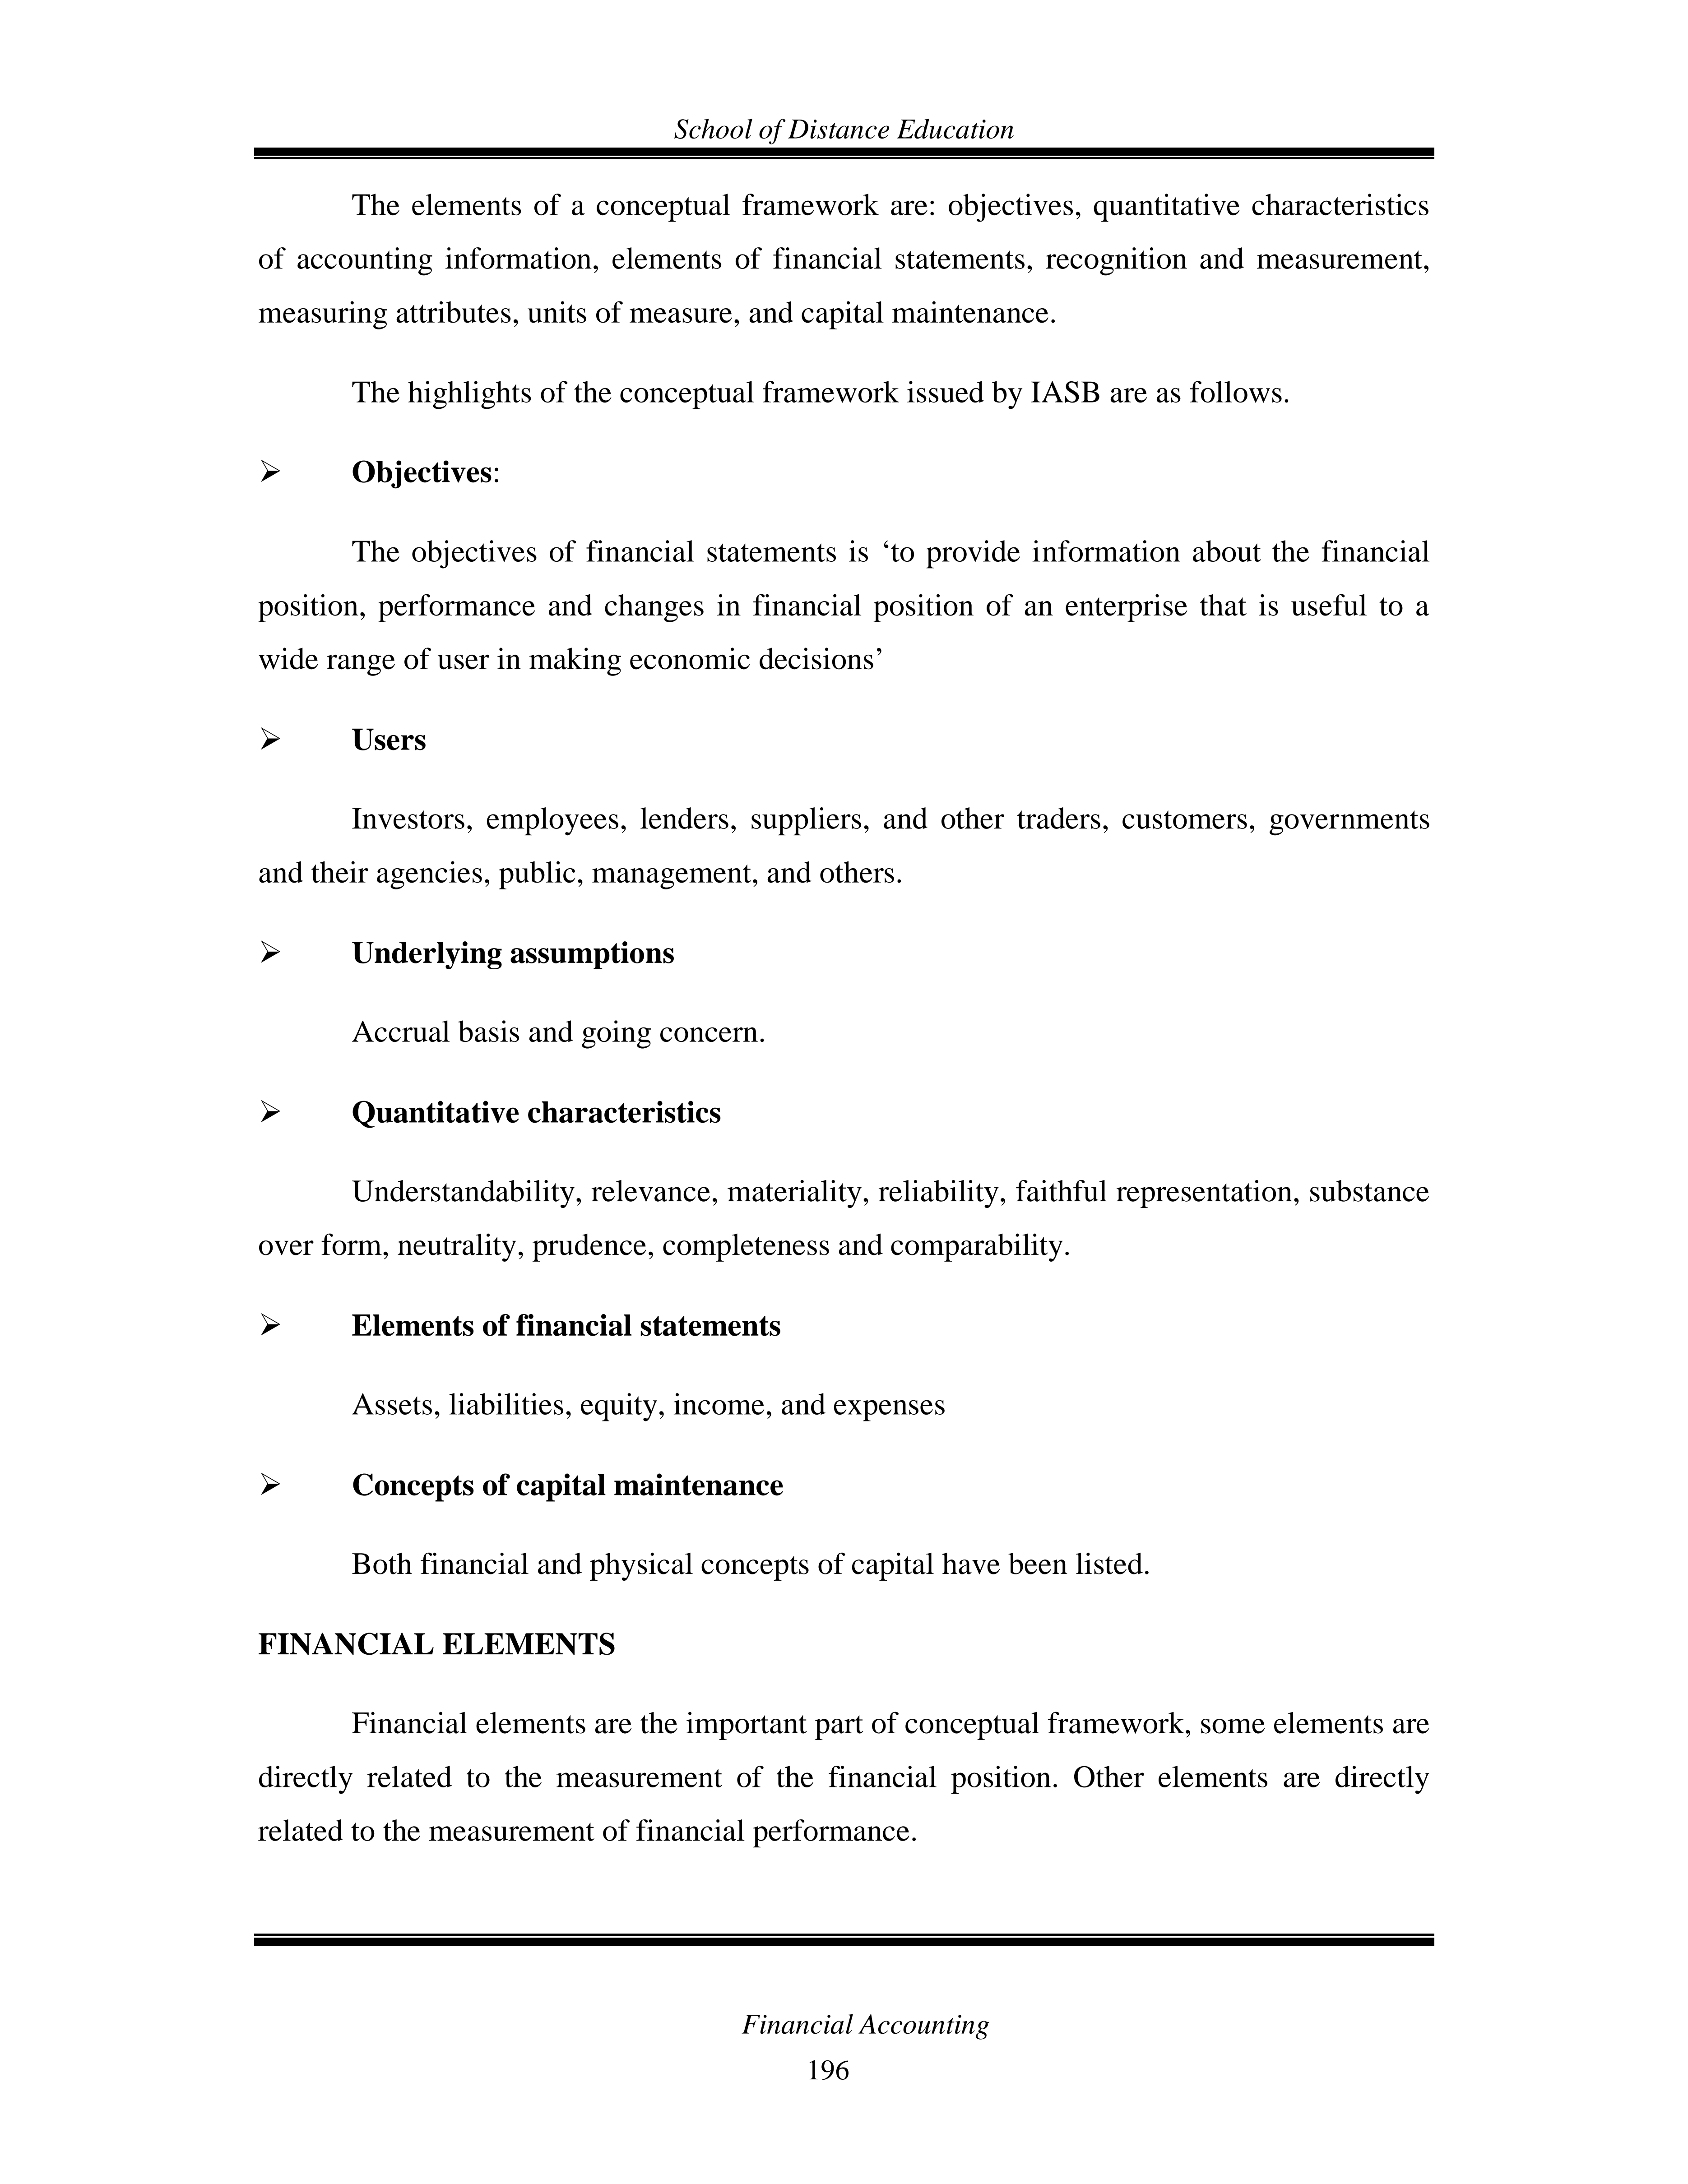 School of Distance Education
The elements of a conceptual framework are: objectives, quantitative characteristics
of accounting information, elements of financial statements, recognition and measurement,
measuring attributes, units of measure, and capital maintenance.
The highlights of the conceptual framework issued by IASB are as follows.
➢ Objectives:
The objectives of financial statements is ‘to provide information about the financial
position, performance and changes in financial position of an enterprise that is useful to a
wide range of user in making economic decisions’
➢ Users
Investors, employees, lenders, suppliers, and other traders, customers, governments
and their agencies, public, management, and others.
➢ Underlying assumptions
Accrual basis and going concern.
➢ Quantitative characteristics
Understandability, relevance, materiality, reliability, faithful representation, substance
over form, neutrality, prudence, completeness and comparability.
➢ Elements of financial statements
Assets, liabilities, equity, income, and expenses
➢ Concepts of capital maintenance
Both financial and physical concepts of capital have been listed.
FINANCIAL ELEMENTS
Financial elements are the important part of conceptual framework, some elements are
directly related to the measurement of the financial position. Other elements are directly
related to the measurement of financial performance.
Financial Accounting
196